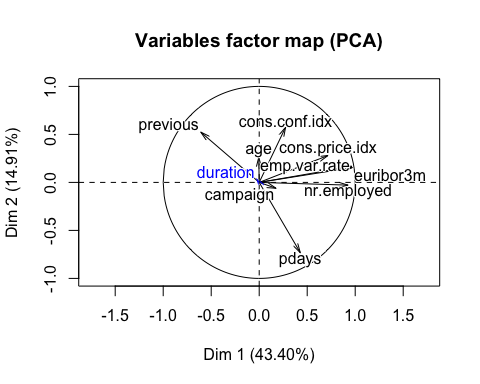 Variables factor map (PCA)
Dim 2 (14.91%)
1.0
0.5
0.0
-0.5
-1.0
previous
cons.conf.idx
age
cons.price.idx
emp.var.rate
duration
euribor3m
campaign
nr.employed
pdays
-1.5 -1.0 -0.5 0.0 0.5 1.0 1.5
Dim 1 (43.40%)